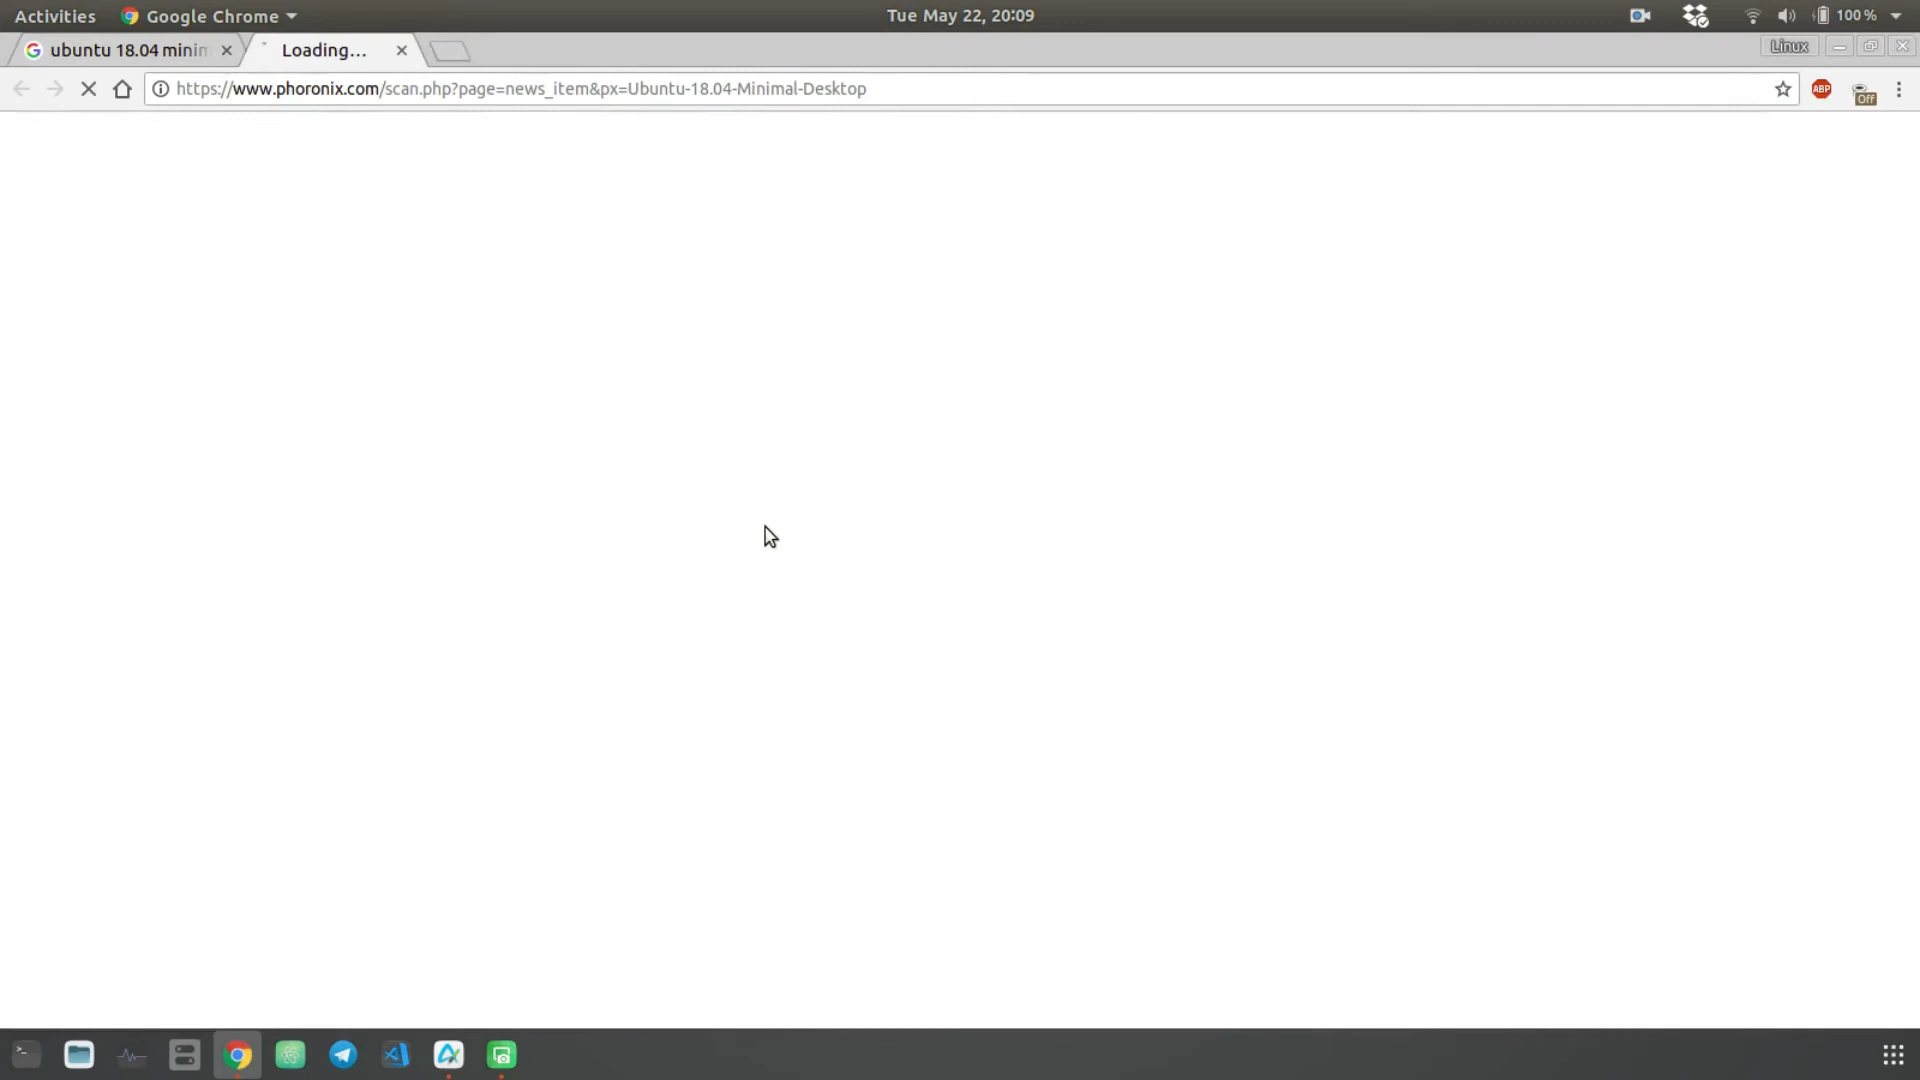 Activities Google Chrome Tue May 22, 20:09 100 %
ubuntu 18.04 minim Loading... Linux
https://www.phoronix.com/scan.php?page=news_item&px=Ubuntu-18.04-Minimal-Desktop ABP Off